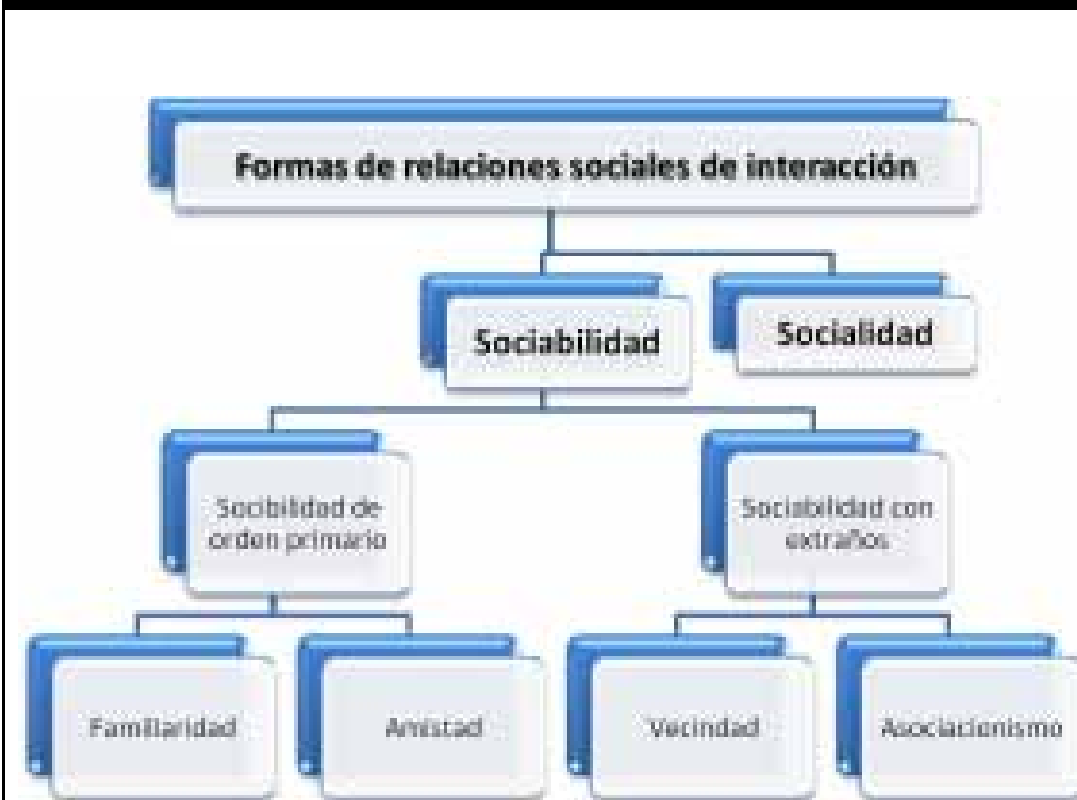 Formas de relaciones sociales de interacción
Sociabilidad
Socialidad
Socibilidad de
orden primario
Sociabilidad con
extraños
Familiaridad
Amistad
Vecindad
Asociacionismo